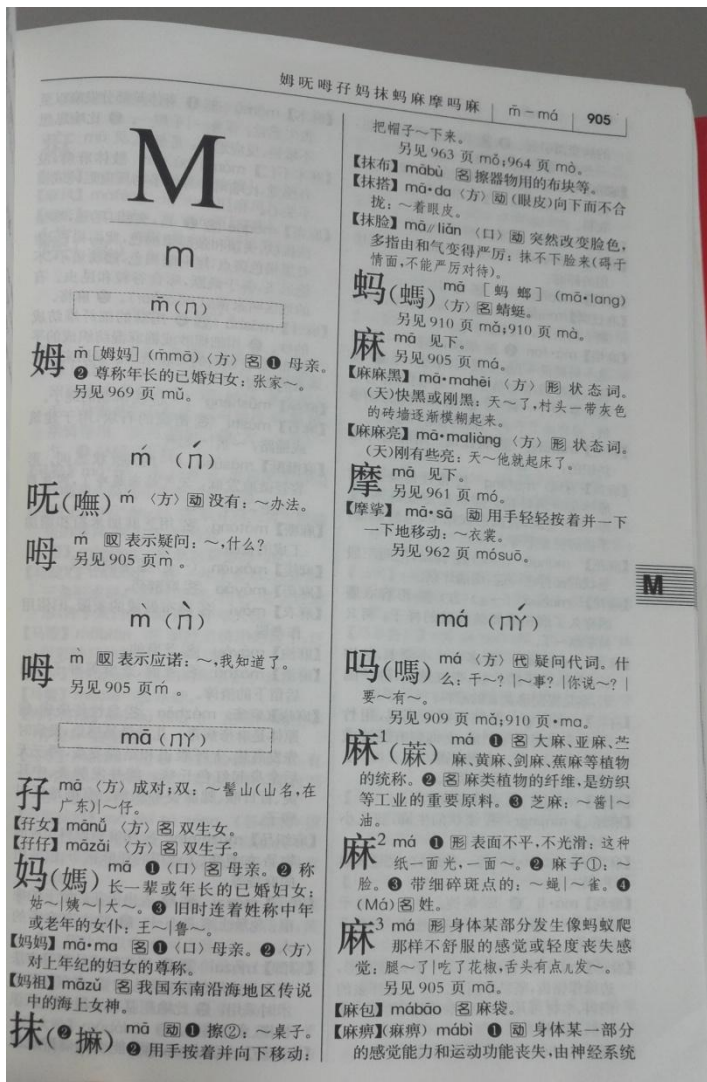 姆呒呣孖妈抹蚂麻摩吗麻 m̄－má 905
M
m
m̄(ㄇ)
姆 m̄［姆妈］(m̄mā)〈方〉名❶母亲。
❷尊称年长的已婚妇女：张家～。
另见969页 mǔ。
ḿ (ㄇˊ)
呒(嘸) ḿ 〈方〉动 没有：～办法。
呣 ḿ 叹 表示疑问：～,什么？
另见905页m̀。
m̀ (ㄇˋ)
呣 m̀ 叹 表示应诺：～,我知道了。
另见905页ḿ。
mā (ㄇㄚ)
孖 mā 〈方〉成对；双：～髻山(山名,在
广东)|～仔。
【孖女】mānǚ 〈方〉名 双生女。
【孖仔】māzǎi 〈方〉名 双生子。
妈(媽) mā ❶〈口〉名 母亲。❷ 称
长一辈或年长的已婚妇女：
姑～|姨～|大～。❸ 旧时连着姓称中年
或老年的女仆：王～|鲁～。
【妈妈】mā·ma 名❶〈口〉母亲。❷〈方〉
对上年纪的妇女的尊称。
【妈祖】māzǔ 名 我国东南沿海地区传说
中的海上女神。
抹(❷擵) mā 动❶ 擦②：～桌子。
❷ 用手按着并向下移动：
把帽子～下来。
另见963页 mǒ；964页 mò。
【抹布】mābù 名 擦器物用的布块等。
【抹搭】mā·da〈方〉动(眼皮)向下而不合
拢：～着眼皮。
【抹脸】mā//liǎn〈口〉动 突然改变脸色,
多指由和气变得严厉：抹不下脸来(碍于
情面,不能严厉对待)。
蚂(螞) mā ［蚂螂］(mā·lang)
〈方〉名 蜻蜓。
另见910页 mǎ；910页 mà。
麻 mā 见下。
另见905页 má。
【麻麻黑】mā·mahēi 〈方〉形 状态词。
(天)快黑或刚黑：天～了,村头一带灰色
的砖墙逐渐模糊起来。
【麻麻亮】mā·maliàng 〈方〉形 状态词。
(天)刚有些亮：天～他就起床了。
摩 mā 见下。
另见961页 mó。
【摩挲】mā·sā 动 用手轻轻按着并一下
一下地移动：～衣裳。
另见962页 mósuō。
M
má (ㄇㄚˊ)
吗(嗎) má 〈方〉代 疑问代词。什
么：干～？|～事？|你说～？|
要～有～。
另见909页 mǎ；910页·ma。
麻1(蔴) má ❶ 名 大麻、亚麻、苎
麻、黄麻、剑麻、蕉麻等植物
的统称。❷ 名 麻类植物的纤维,是纺织
等工业的重要原料。❸ 芝麻：～酱|～
油。
麻2 má ❶ 形 表面不平,不光滑：这种
纸一面光,一面～。❷ 麻子①：～
脸。❸ 带细碎斑点的：～蝇|～雀。❹
(Má)名 姓。
麻3 má 形 身体某部分发生像蚂蚁爬
那样不舒服的感觉或轻度丧失感
觉：腿～了|吃了花椒,舌头有点儿发～。
另见905页 mā。
【麻包】mábāo 名 麻袋。
【麻痹】(麻痺) mábì ❶ 动 身体某一部分
的感觉能力和运动功能丧失,由神经系统